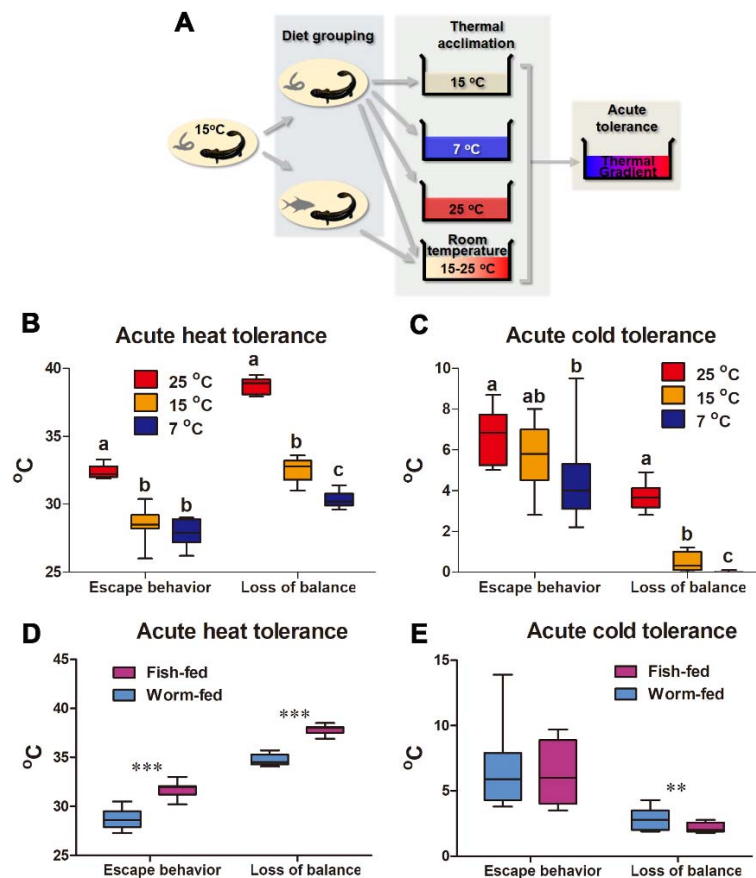 A
Diet grouping
Thermal
acclimation
15°C
15 °C
7 °C
25 °C
Room
temperature
15-25 °C
Acute
tolerance
Thermal
Gradient
B
Acute heat tolerance
40
35
30
25
°C
25 °C
15 °C
7 °C
a
b
b
a
b
c
Escape behavior
Loss of balance
C
Acute cold tolerance
10
8
6
4
2
0
°C
25 °C
15 °C
7 °C
a
ab
b
a
b
c
Escape behavior
Loss of balance
D
Acute heat tolerance
45
40
35
30
25
°C
Fish-fed
Worm-fed
***
***
Escape behavior
Loss of balance
E
Acute cold tolerance
15
10
5
0
°C
Fish-fed
Worm-fed
**
Escape behavior
Loss of balance